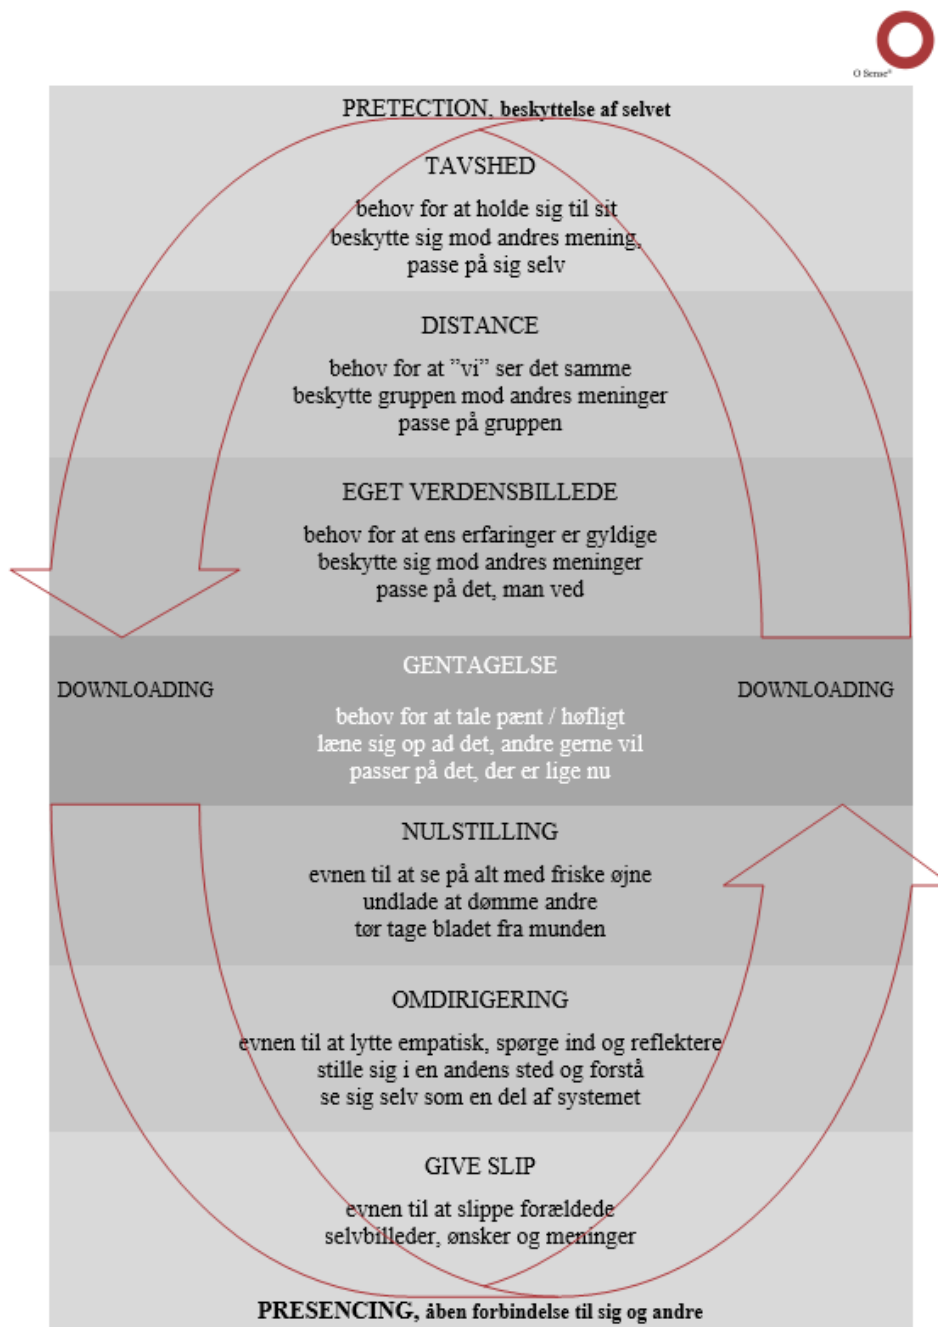 O Sense®
PRETECTION, beskyttelse af selvet
TAVSHED
behov for at holde sig til sit
beskytte sig mod andres mening,
passe på sig selv
DISTANCE
behov for at ”vi” ser det samme
beskytte gruppen mod andres meninger
passe på gruppen
EGET VERDENSBILLEDE
behov for at ens erfaringer er gyldige
beskytte sig mod andres meninger
passe på det, man ved
GENTAGELSE
DOWNLOADING
DOWNLOADING
behov for at tale pænt / høfligt
læne sig op ad det, andre gerne vil
passer på det, der er lige nu
NULSTILLING
evnen til at se på alt med friske øjne
undlade at dømme andre
tør tage bladet fra munden
OMDIRIGERING
evnen til at lytte empatisk, spørge ind og reflektere
stille sig i en andens sted og forstå
se sig selv som en del af systemet
GIVE SLIP
evnen til at slippe forældede
selvbilleder, ønsker og meninger
PRESENCING, åben forbindelse til sig og andre